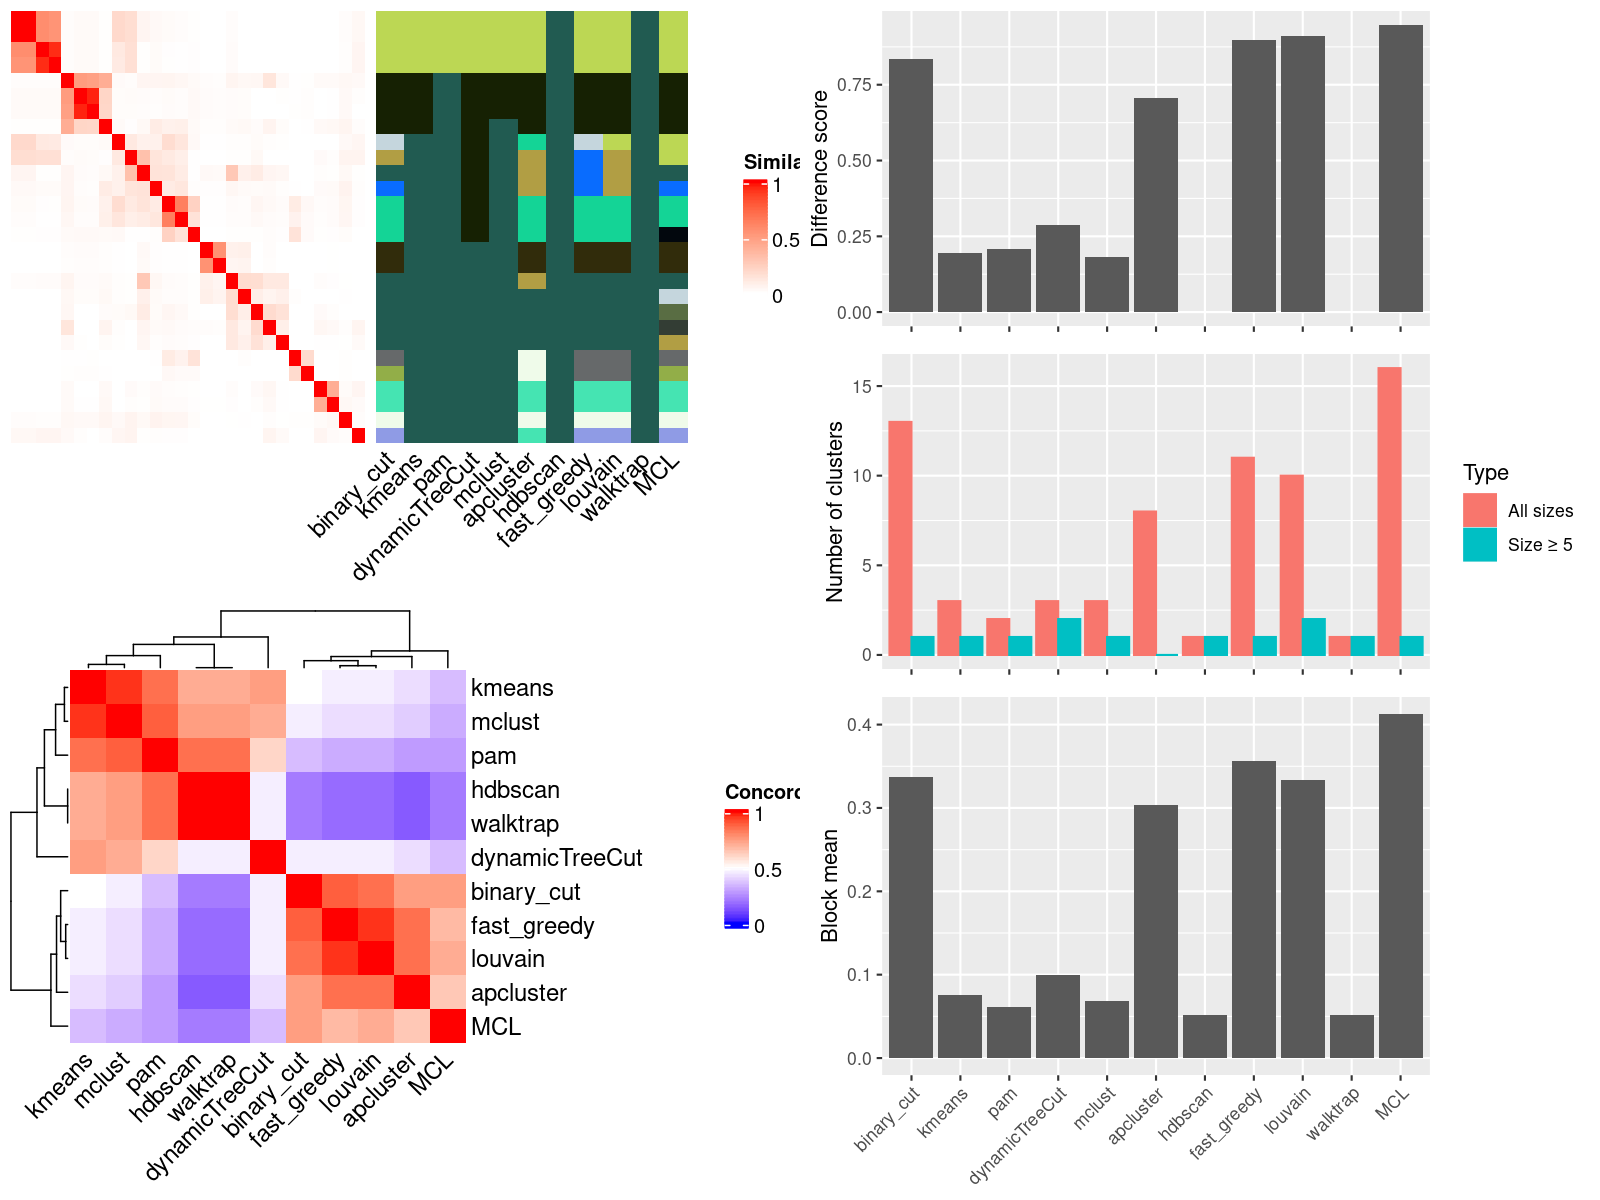 Simila
1
0.5
0
binary_cut
kmeans
pam
dynamicTreeCut
mclust
apcluster
hdbscan
fast_greedy
louvain
walktrap
MCL
kmeans
mclust
pam
hdbscan
walktrap
dynamicTreeCut
binary_cut
fast_greedy
louvain
apcluster
MCL
Concord
1
0.5
0
kmeans
mclust
pam
hdbscan
walktrap
dynamicTreeCut
binary_cut
fast_greedy
louvain
apcluster
MCL
Difference score
0.75
0.50
0.25
0.00
Number of clusters
15
10
5
0
Type
All sizes
Size ≥ 5
Block mean
0.4
0.3
0.2
0.1
0.0
binary_cut
kmeans
pam
dynamicTreeCut
mclust
apcluster
hdbscan
fast_greedy
louvain
walktrap
MCL